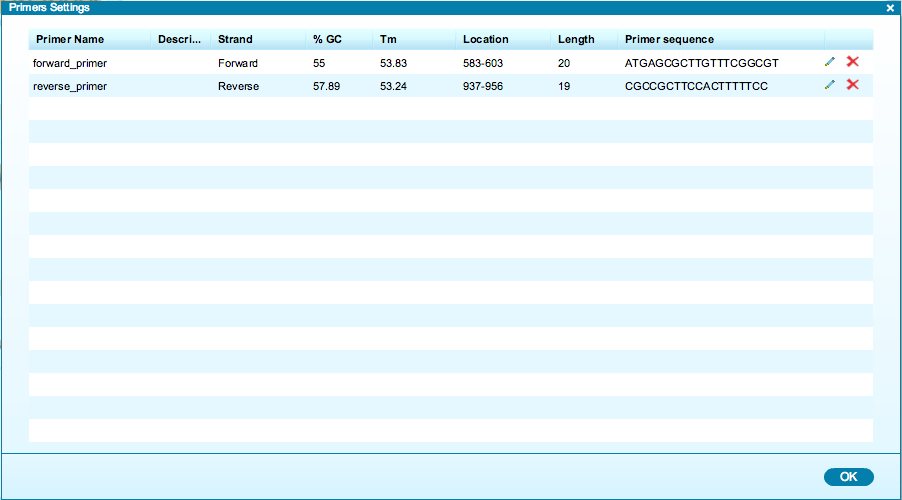 Primers Settings
Primer Name Descri... Strand % GC Tm Location Length Primer sequence
forward_primer Forward 55 53.83 583-603 20 ATGAGCGCTTGTTTCGGCGT
reverse_primer Reverse 57.89 53.24 937-956 19 CGCCGCTTCCACTTTTTCC
OK